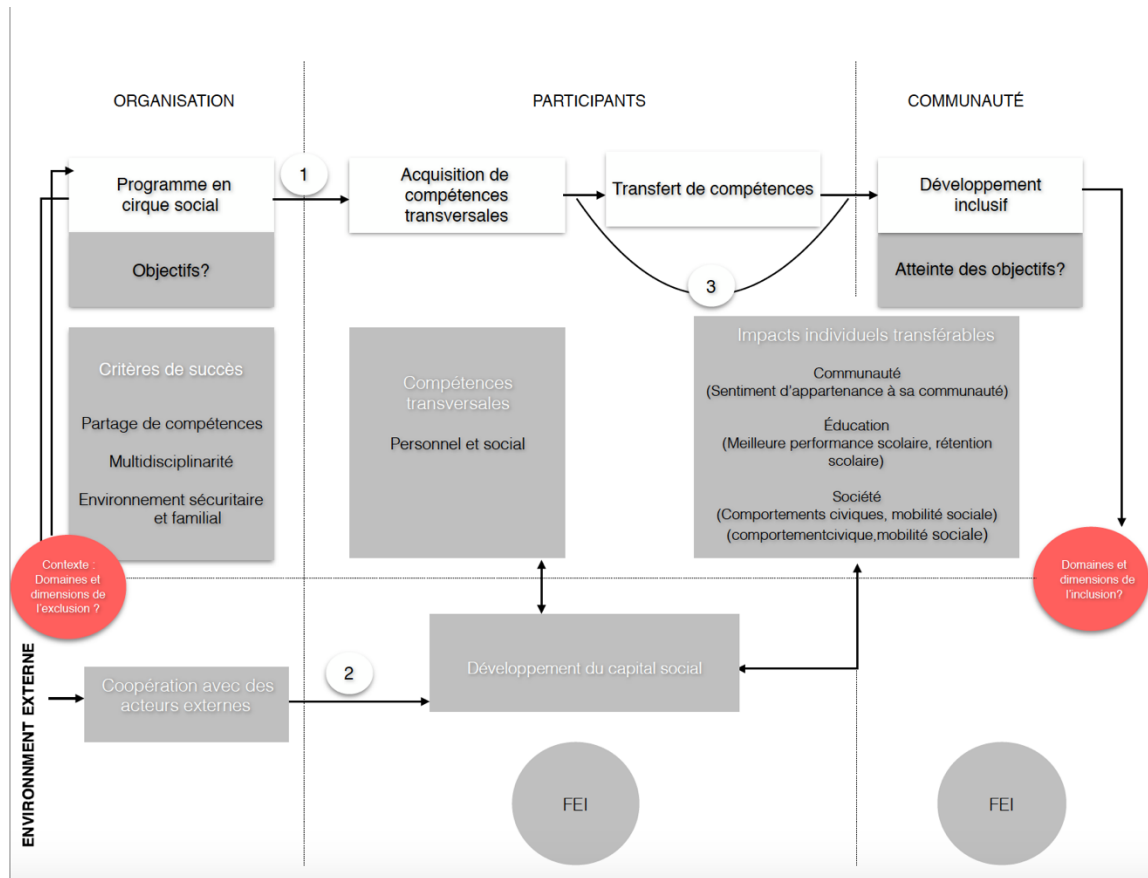 ORGANISATION
PARTICIPANTS
COMMUNAUTÉ
Programme en
cirque social
1
Acquisition de
compétences
transversales
Transfert de compétences
Développement
inclusif
Objectifs?
3
Atteinte des objectifs?
Critères de succès
Partage de compétences
Multidisciplinarité
Environnement sécuritaire
et familial
Compétences
transversales
Personnel et social
Impacts individuels transférables
Communauté
(Sentiment d'appartenance à sa communauté)
Éducation
(Meilleure performance scolaire, rétention
scolaire)
Société
(Comportements civiques, mobilité sociale)
(comportementcivique,mobilité sociale)
Contexte :
Domaines et
dimensions de
l'exclusion ?
Domaines et
dimensions de
l'inclusion?
ENVIRONNMENT EXTERNE
Coopération avec des
acteurs externes
2
Développement du capital social
FEI
FEI